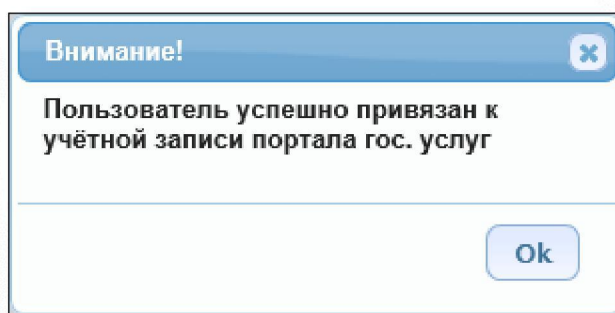 Внимание!
Пользователь успешно привязан к
учётной записи портала гос. услуг
Ok